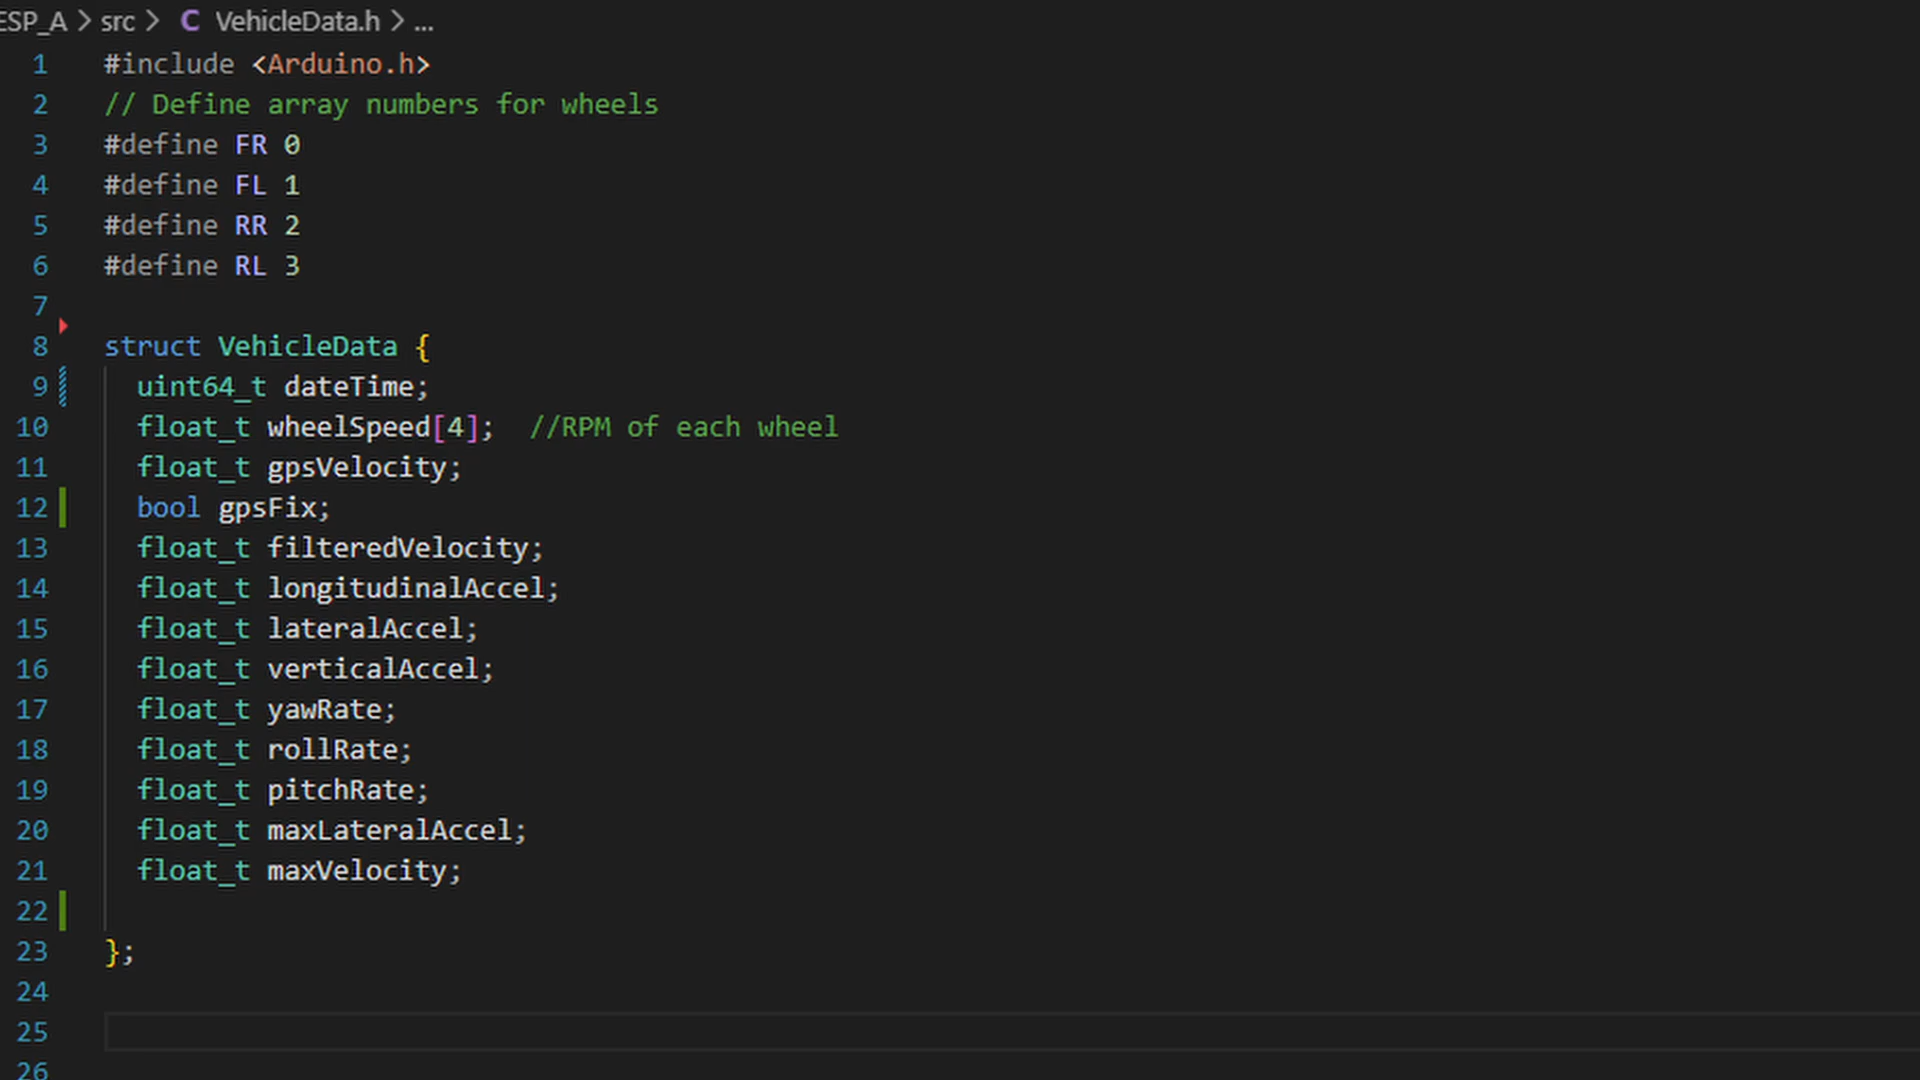 ESP_A > src > C VehicleData.h > ...
1 #include <Arduino.h>
2 // Define array numbers for wheels
3 #define FR 0
4 #define FL 1
5 #define RR 2
6 #define RL 3
7
8 struct VehicleData {
9 uint64_t dateTime;
10 float_t wheelSpeed[4]; //RPM of each wheel
11 float_t gpsVelocity;
12 bool gpsFix;
13 float_t filteredVelocity;
14 float_t longitudinalAccel;
15 float_t lateralAccel;
16 float_t verticalAccel;
17 float_t yawRate;
18 float_t rollRate;
19 float_t pitchRate;
20 float_t maxLateralAccel;
21 float_t maxVelocity;
22
23 };
24
25
26